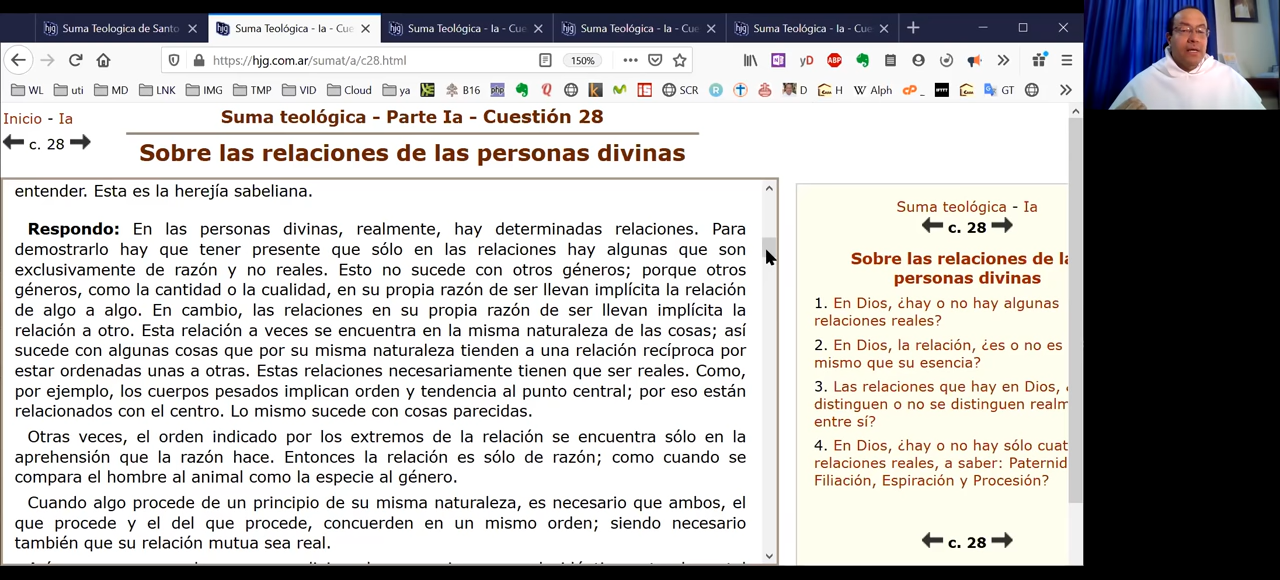 Suma Teologica de Santo
Suma Teológica - Ia - Cue
Suma Teológica - Ia - Cue
Suma Teológica - Ia - Cue
Suma Teológica - Ia - Cue
https://hjg.com.ar/sumat/a/c28.html
150%
WL uti MD LNK IMG TMP VID Cloud ya B16 SCR D H Alph GT
Inicio - Ia
c. 28
Suma teológica - Parte Ia - Cuestión 28
Sobre las relaciones de las personas divinas
entender. Esta es la herejía sabeliana.
Respondo: En las personas divinas, realmente, hay determinadas relaciones. Para
demostrarlo hay que tener presente que sólo en las relaciones hay algunas que son
exclusivamente de razón y no reales. Esto no sucede con otros géneros; porque otros
géneros, como la cantidad o la cualidad, en su propia razón de ser llevan implícita la relación
de algo a algo. En cambio, las relaciones en su propia razón de ser llevan implícita la
relación a otro. Esta relación a veces se encuentra en la misma naturaleza de las cosas; así
sucede con algunas cosas que por su misma naturaleza tienden a una relación recíproca por
estar ordenadas unas a otras. Estas relaciones necesariamente tienen que ser reales. Como,
por ejemplo, los cuerpos pesados implican orden y tendencia al punto central; por eso están
relacionados con el centro. Lo mismo sucede con cosas parecidas.
Otras veces, el orden indicado por los extremos de la relación se encuentra sólo en la
aprehensión que la razón hace. Entonces la relación es sólo de razón; como cuando se
compara el hombre al animal como la especie al género.
Cuando algo procede de un principio de su misma naturaleza, es necesario que ambos, el
que procede y el del que procede, concuerden en un mismo orden; siendo necesario
también que su relación mutua sea real.
Suma teológica - Ia
c. 28
Sobre las relaciones de la
personas divinas
1. En Dios, ¿hay o no hay algunas
relaciones reales?
2. En Dios, la relación, ¿es o no es
mismo que su esencia?
3. Las relaciones que hay en Dios, ¿
distinguen o no se distinguen realm
entre sí?
4. En Dios, ¿hay o no hay sólo cuat
relaciones reales, a saber: Paternid
Filiación, Espiración y Procesión?
c. 28